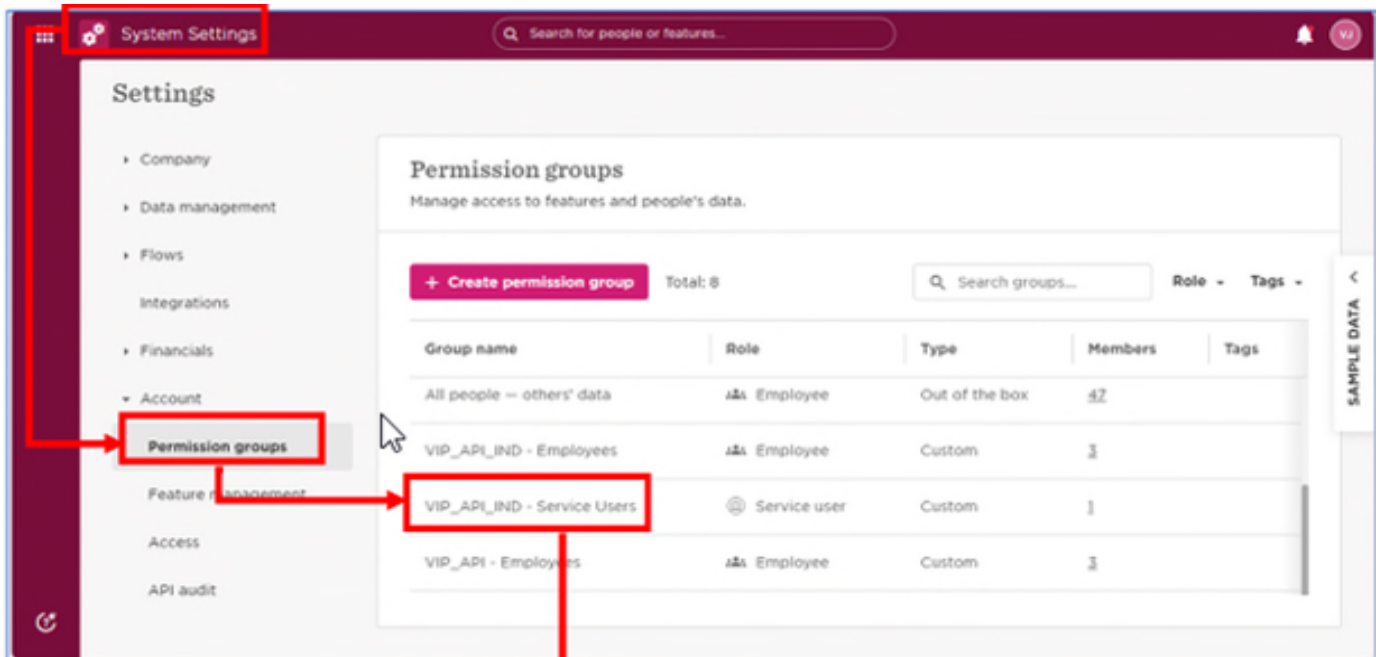 System Settings
Search for people or features...
VJ
Settings
Company
Data management
Flows
Integrations
Financials
Account
Permission groups
Feature management
Access
API audit
Permission groups
Manage access to features and people's data.
+ Create permission group Total: 8 Search groups... Role Tags
Group name Role Type Members Tags
All people — others' data Employee Out of the box 47
VIP_API_IND - Employees Employee Custom 3
VIP_API_IND - Service Users Service user Custom 1
VIP_API - Employees Employee Custom 3
SAMPLE DATA